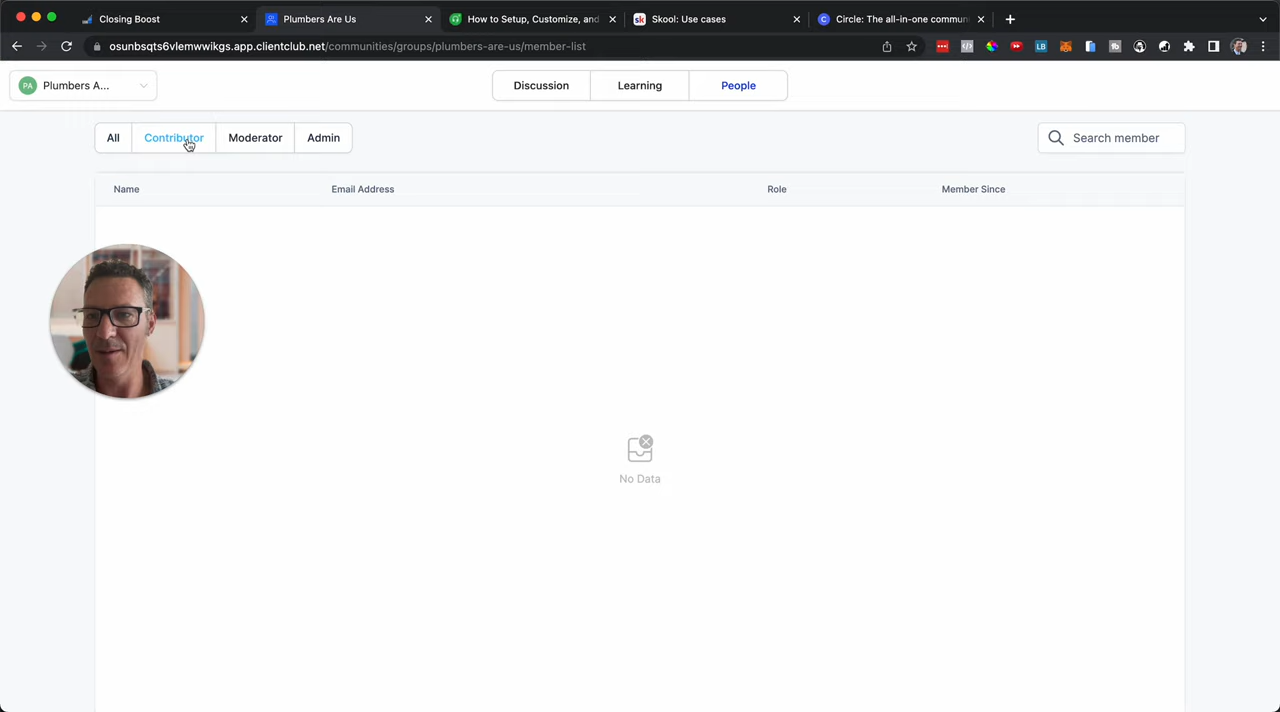 Closing Boost
Plumbers Are Us
How to Setup, Customize, and
Skool: Use cases
Circle: The all-in-one commun
osunbsqts6vlemwwikgs.app.clientclub.net/communities/groups/plumbers-are-us/member-list
PA Plumbers A...
Discussion
Learning
People
All
Contributor
Moderator
Admin
Search member
Name
Email Address
Role
Member Since
No Data